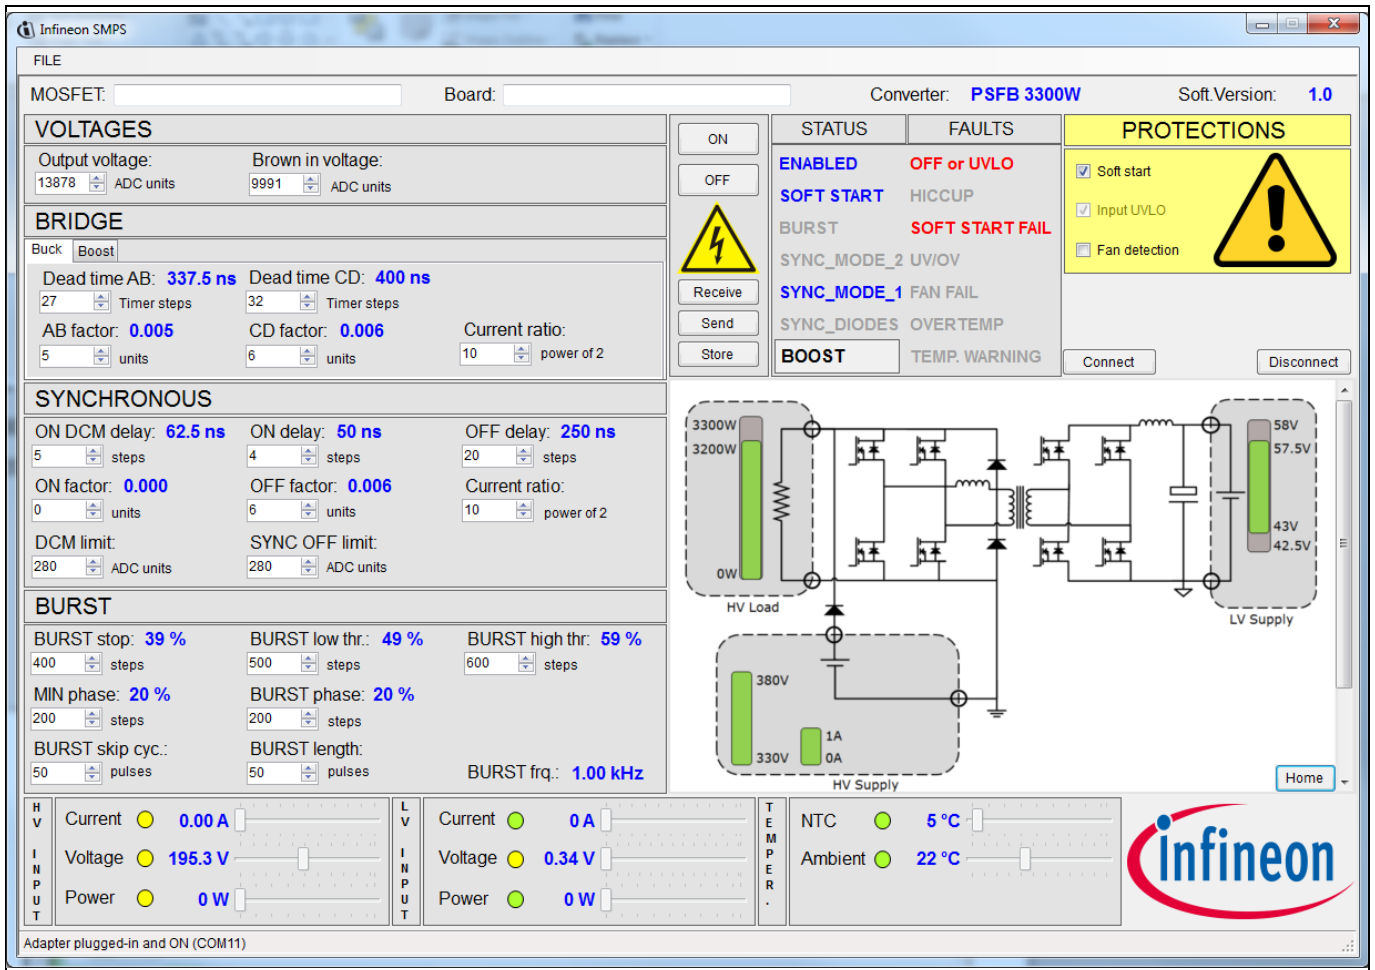 Infineon SMPS
FILE
MOSFET: Board: Converter: PSFB 3300W Soft.Version: 1.0
VOLTAGES
Output voltage: Brown in voltage:
13878 ADC units 9991 ADC units
BRIDGE
Buck Boost
Dead time AB: 337.5 ns Dead time CD: 400 ns
27 Timer steps 32 Timer steps
AB factor: 0.005 CD factor: 0.006 Current ratio:
5 units 6 units 10 power of 2
SYNCHRONOUS
ON DCM delay: 62.5 ns ON delay: 50 ns OFF delay: 250 ns
5 steps 4 steps 20 steps
ON factor: 0.000 OFF factor: 0.006 Current ratio:
0 units 6 units 10 power of 2
DCM limit: SYNC OFF limit:
280 ADC units 280 ADC units
BURST
BURST stop: 39 % BURST low thr.: 49 % BURST high thr: 59 %
400 steps 500 steps 600 steps
MIN phase: 20 % BURST phase: 20 %
200 steps 200 steps
BURST skip cyc.: BURST length:
50 pulses 50 pulses BURST frq.: 1.00 kHz
ON
OFF
Receive
Send
Store
STATUS FAULTS
ENABLED OFF or UVLO
SOFT START HICCUP
BURST SOFT START FAIL
SYNC_MODE_2 UV/OV
SYNC_MODE_1 FAN FAIL
SYNC_DIODES OVERTEMP
BOOST TEMP. WARNING
PROTECTIONS
Soft start
Input UVLO
Fan detection
Connect Disconnect
3300W
3200W
0W
HV Load
58V
57.5V
43V
42.5V
LV Supply
380V
330V
1A
0A
HV Supply
Home
HV INPUT
Current 0.00 A
Voltage 195.3 V
Power 0 W
LV INPUT
Current 0 A
Voltage 0.34 V
Power 0 W
TEMPER.
NTC 5 °C
Ambient 22 °C
infineon
Adapter plugged-in and ON (COM11)